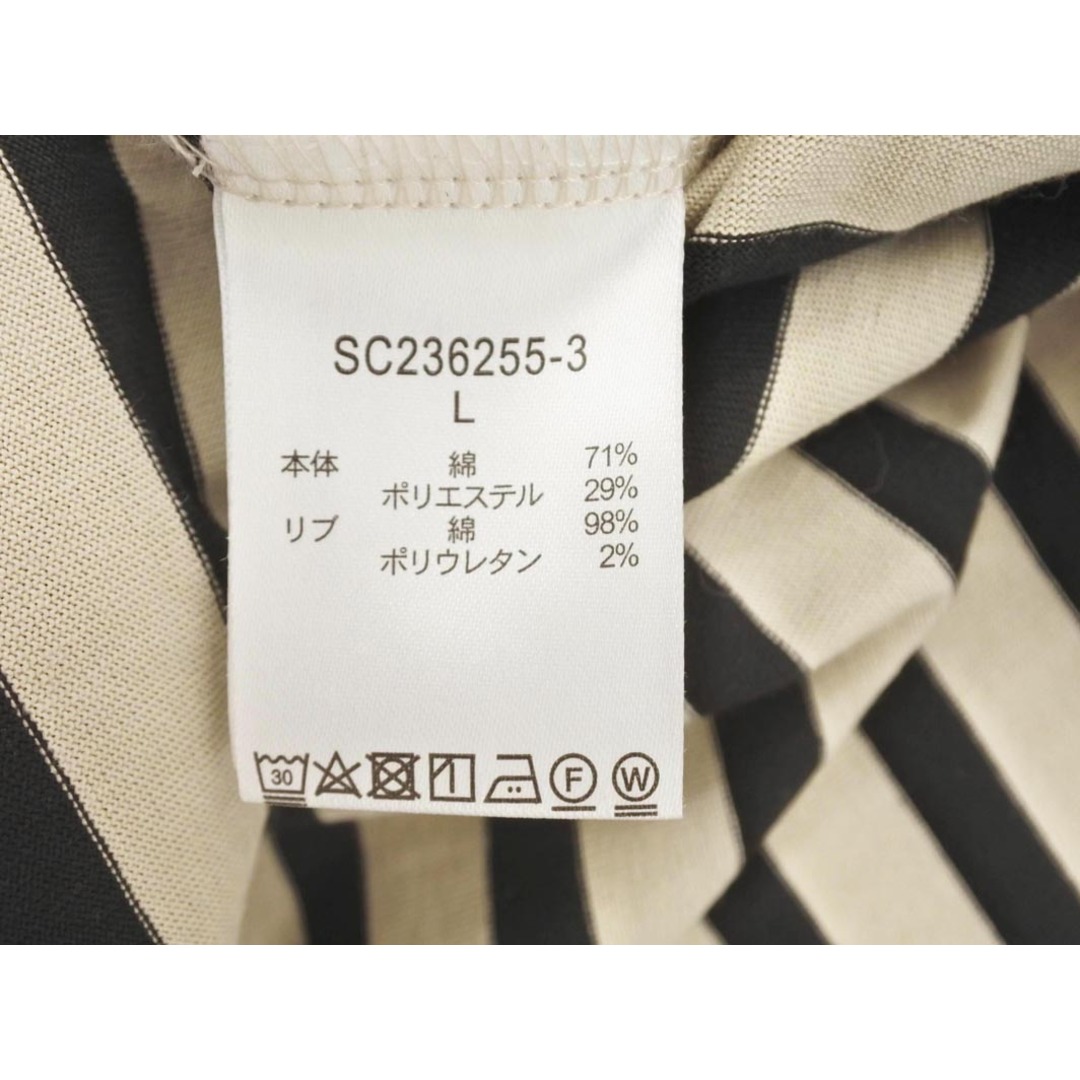 SC236255-3
L
本体 綿 71%
ポリエステル 29%
リブ 綿 98%
ポリウレタン 2%
30 F W